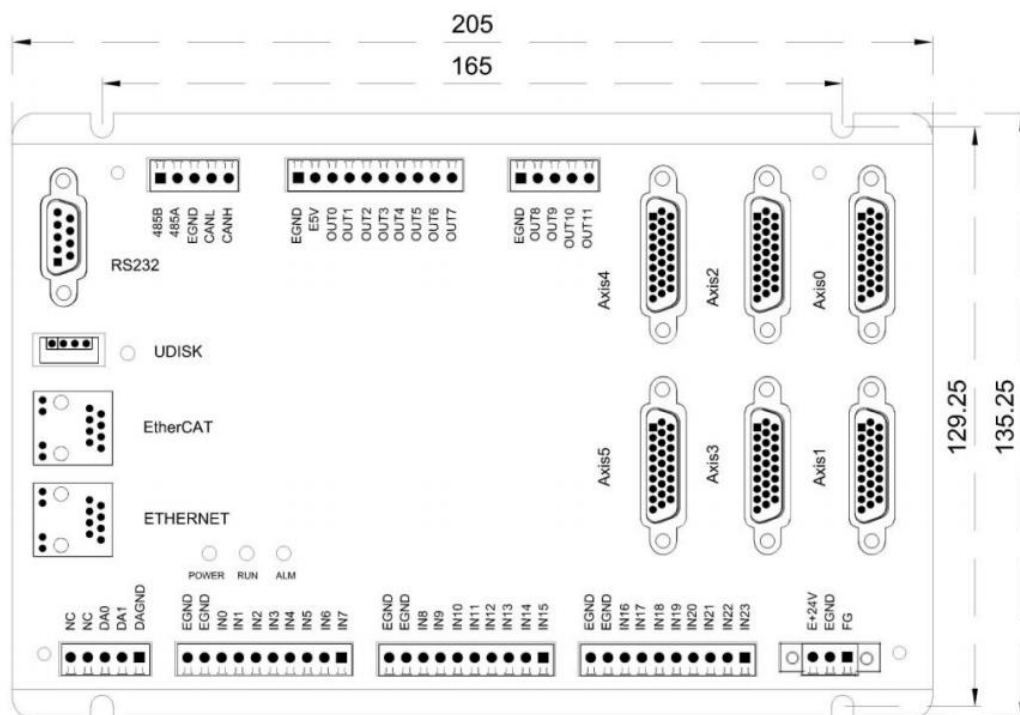 205
165
485B
485A
EGND
CANL
CANH
EGND
E5V
OUT0
OUT1
OUT2
OUT3
OUT4
OUT5
OUT6
OUT7
EGND
OUT8
OUT9
OUT10
OUT11
RS232
Axis4
Axis2
Axis0
UDISK
EtherCAT
ETHERNET
Axis5
Axis3
Axis1
129.25
135.25
POWER RUN ALM
NC
NC
DA0
DA1
DAGND
EGND
EGND
IN0
IN1
IN2
IN3
IN4
IN5
IN6
IN7
EGND
EGND
IN8
IN9
IN10
IN11
IN12
IN13
IN14
IN15
EGND
EGND
IN16
IN17
IN18
IN19
IN20
IN21
IN22
IN23
E+24V
EGND
FG